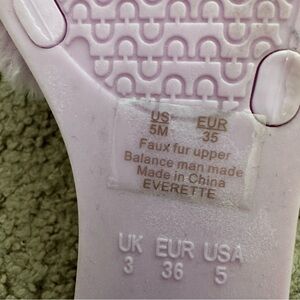 US EUR
5M 35
Faux fur upper
Balance man made
Made in China
EVERETTE
UK EUR USA
3 36 5